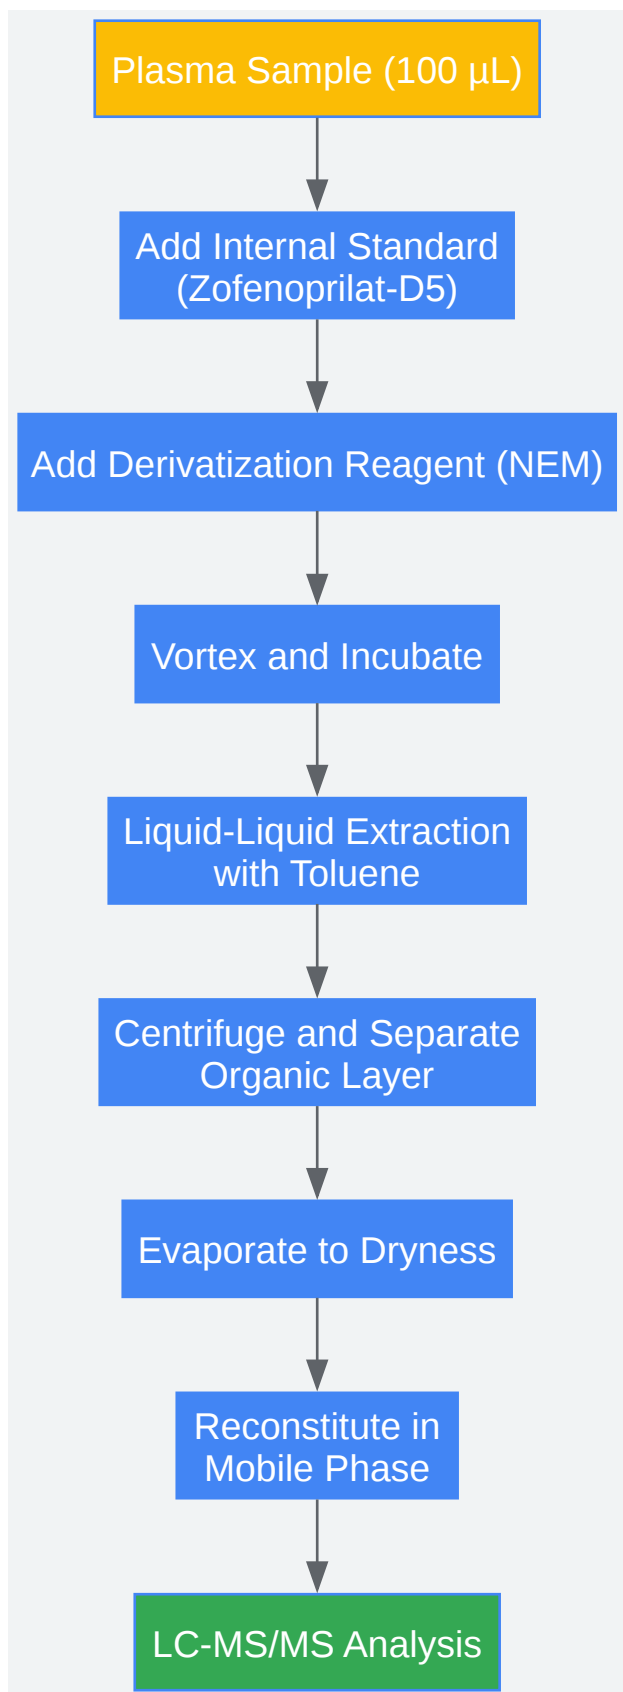 Plasma Sample (100 µL)
Add Internal Standard
(Zofenoprilat-D5)
Add Derivatization Reagent (NEM)
Vortex and Incubate
Liquid-Liquid Extraction
with Toluene
Centrifuge and Separate
Organic Layer
Evaporate to Dryness
Reconstitute in
Mobile Phase
LC-MS/MS Analysis